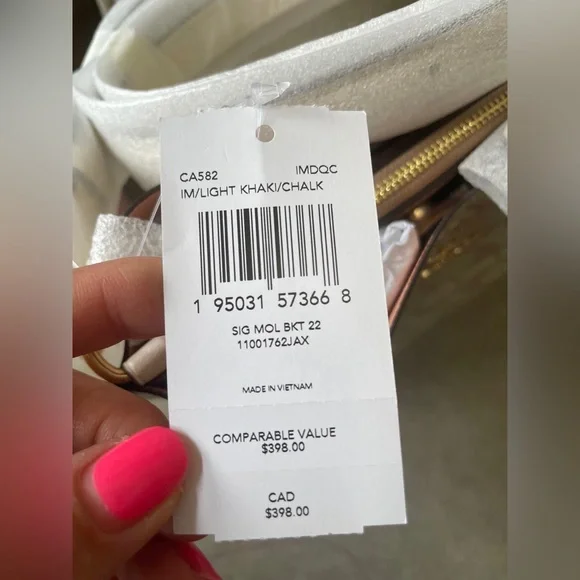 CA582 IMDQC
IM/LIGHT KHAKI/CHALK
1 95031 57366 8
SIG MOL BKT 22
11001762JAX
MADE IN VIETNAM
COMPARABLE VALUE
$398.00
CAD
$398.00